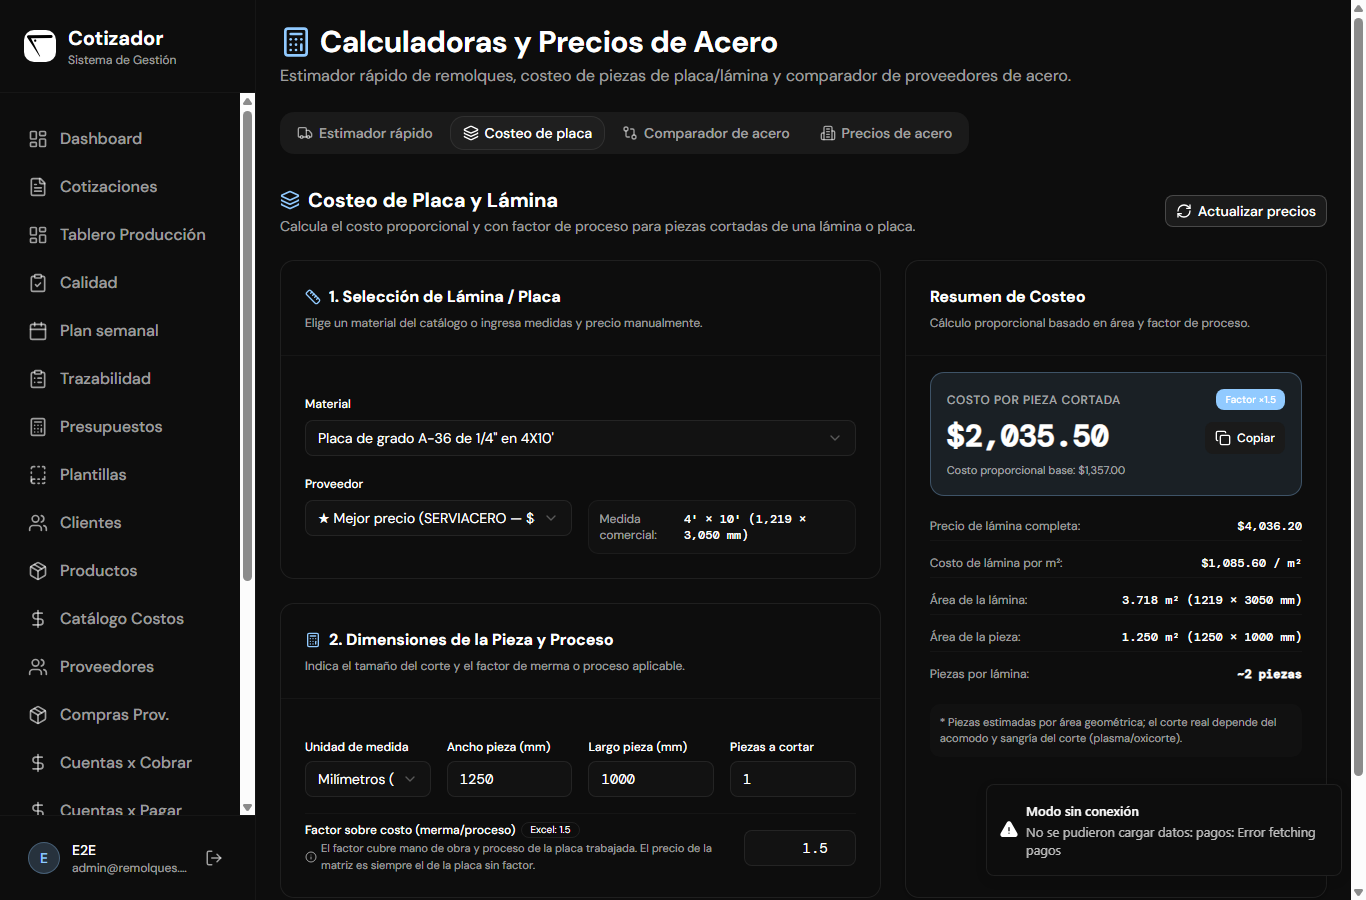 Cotizador
Sistema de Gestión
Dashboard
Cotizaciones
Tablero Producción
Calidad
Plan semanal
Trazabilidad
Presupuestos
Plantillas
Clientes
Productos
Catálogo Costos
Proveedores
Compras Prov.
Cuentas x Cobrar
Cuentas x Pagar
E
E2E
admin@remolques....
Calculadoras y Precios de Acero
Estimador rápido de remolques, costeo de piezas de placa/lámina y comparador de proveedores de acero.
Estimador rápido
Costeo de placa
Comparador de acero
Precios de acero
Costeo de Placa y Lámina
Calcula el costo proporcional y con factor de proceso para piezas cortadas de una lámina o placa.
Actualizar precios
1. Selección de Lámina / Placa
Elige un material del catálogo o ingresa medidas y precio manualmente.
Material
Placa de grado A-36 de 1/4" en 4X10'
Proveedor
★ Mejor precio (SERVIACERO — $
Medida comercial:
4' × 10' (1,219 × 3,050 mm)
2. Dimensiones de la Pieza y Proceso
Indica el tamaño del corte y el factor de merma o proceso aplicable.
Unidad de medida
Ancho pieza (mm)
Largo pieza (mm)
Piezas a cortar
Milímetros (
1250
1000
1
Factor sobre costo (merma/proceso)
Excel: 1.5
El factor cubre mano de obra y proceso de la placa trabajada. El precio de la
matriz es siempre el de la placa sin factor.
1.5
Resumen de Costeo
Cálculo proporcional basado en área y factor de proceso.
COSTO POR PIEZA CORTADA
Factor ×1.5
$2,035.50
Copiar
Costo proporcional base: $1,357.00
Precio de lámina completa:
$4,036.20
Costo de lámina por m²:
$1,085.60 / m²
Área de la lámina:
3.718 m² (1219 × 3050 mm)
Área de la pieza:
1.250 m² (1250 × 1000 mm)
Piezas por lámina:
~2 piezas
* Piezas estimadas por área geométrica; el corte real depende del
acomodo y sangría del corte (plasma/oxicorte).
Modo sin conexión
No se pudieron cargar datos: pagos: Error fetching
pagos